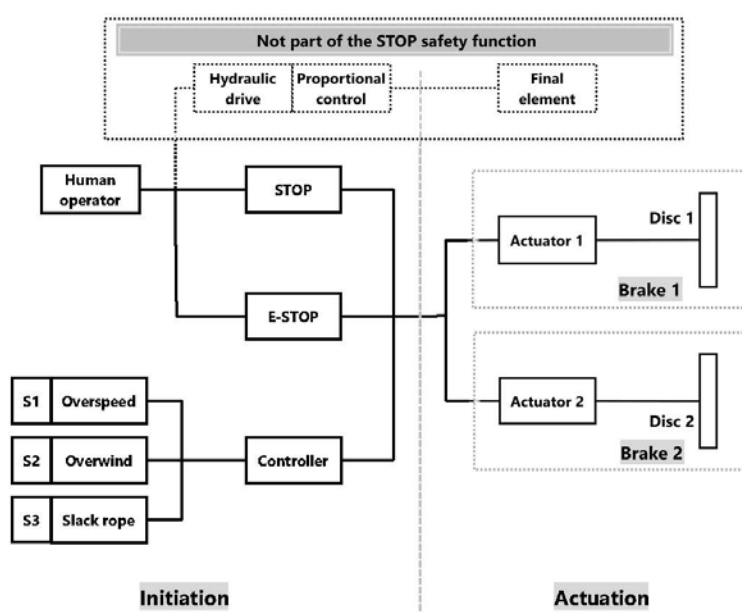 Not part of the STOP safety function
Hydraulic
drive
Proportional
control
Final
element
Human
operator
STOP
E-STOP
Actuator 1
Disc 1
Brake 1
S1 Overspeed
S2 Overwind
S3 Slack rope
Controller
Actuator 2
Disc 2
Brake 2
Initiation
Actuation